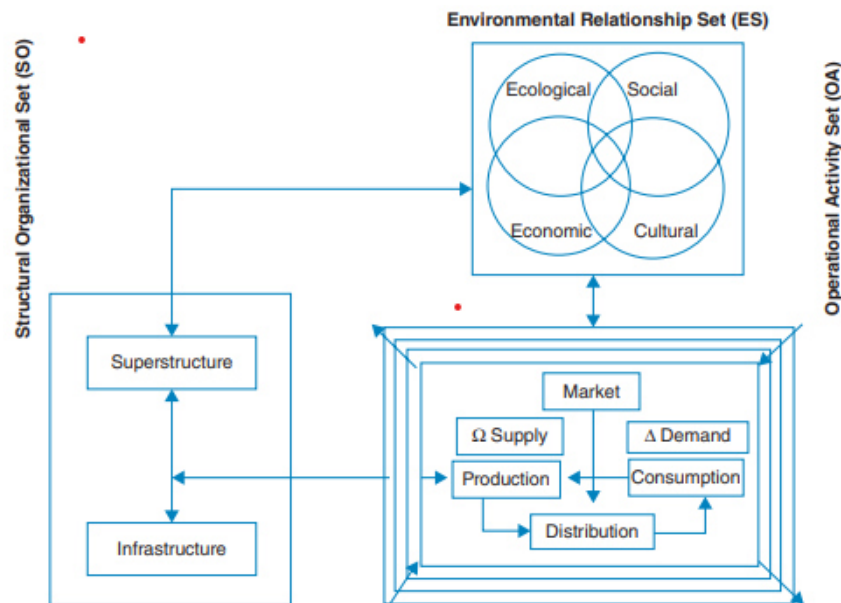 Environmental Relationship Set (ES)
Structural Organizational Set (SO)
Operational Activity Set (OA)
Ecological
Social
Economic
Cultural
Superstructure
Infrastructure
Market
Ω Supply
Δ Demand
Production
Consumption
Distribution